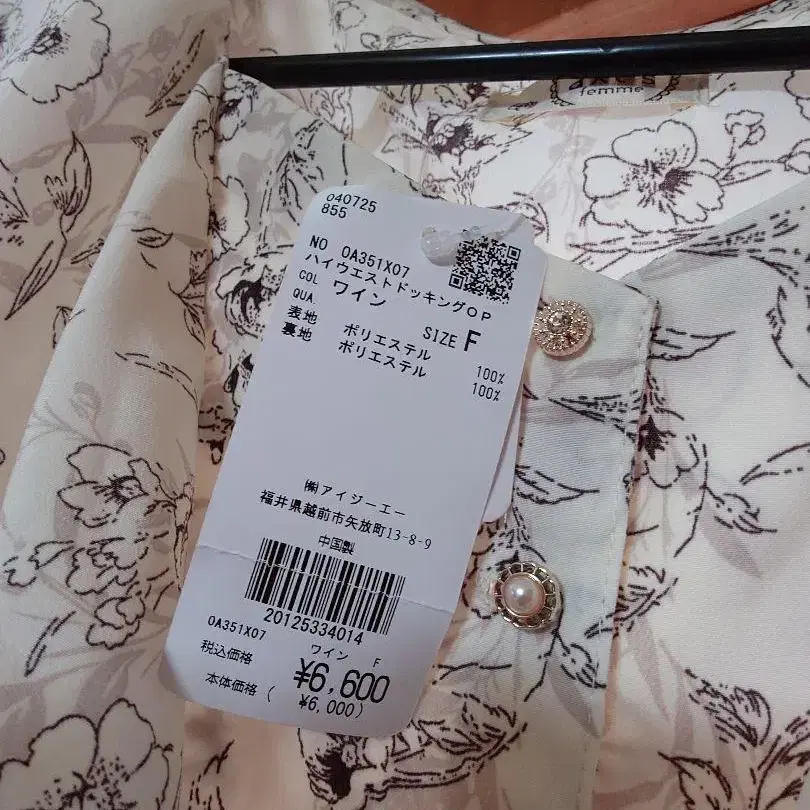 axes
femme
040725
855
NO 0A351X07
ハイウエストドッキングOP
COL ワイン
QUA SIZE F
表地 ポリエステル 100%
裏地 ポリエステル 100%
㈱アイジーエー
福井県越前市矢放町13-8-9
中国製
20125334014
0A351X07 ワイン F
税込価格 ¥6,600
本体価格( ¥6,000)